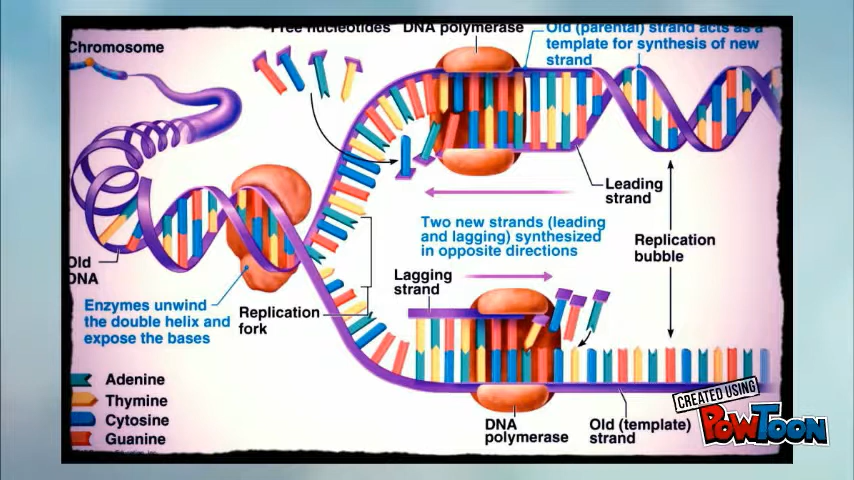 Free nucleotides
DNA polymerase
Old (parental) strand acts as a
template for synthesis of new
strand
Chromosome
Leading
strand
Two new strands (leading
and lagging) synthesized
in opposite directions
Replication
bubble
Old
DNA
Lagging
strand
Enzymes unwind
the double helix and
expose the bases
Replication
fork
Adenine
Thymine
Cytosine
Guanine
DNA
polymerase
Old (template)
strand
CREATED USING
POWTOON